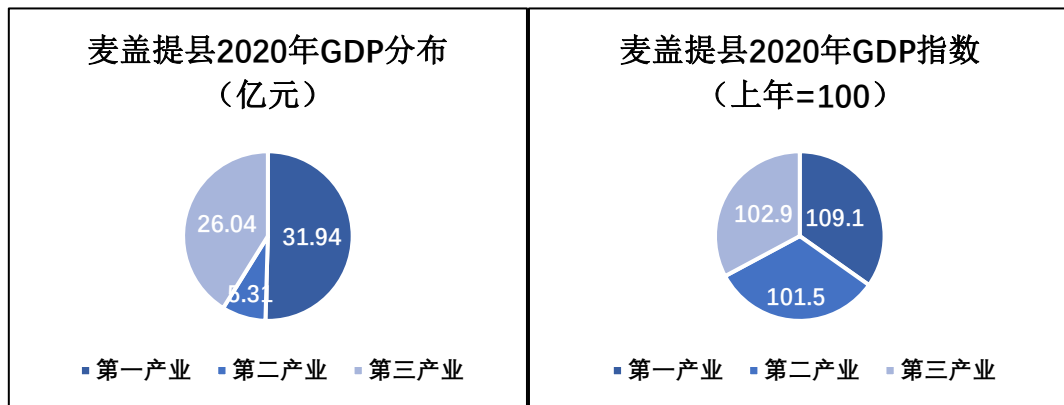 麦盖提县2020年GDP分布
（亿元）
26.04
31.94
5.31
第一产业 第二产业 第三产业
麦盖提县2020年GDP指数
（上年=100）
102.9
109.1
101.5
第一产业 第二产业 第三产业